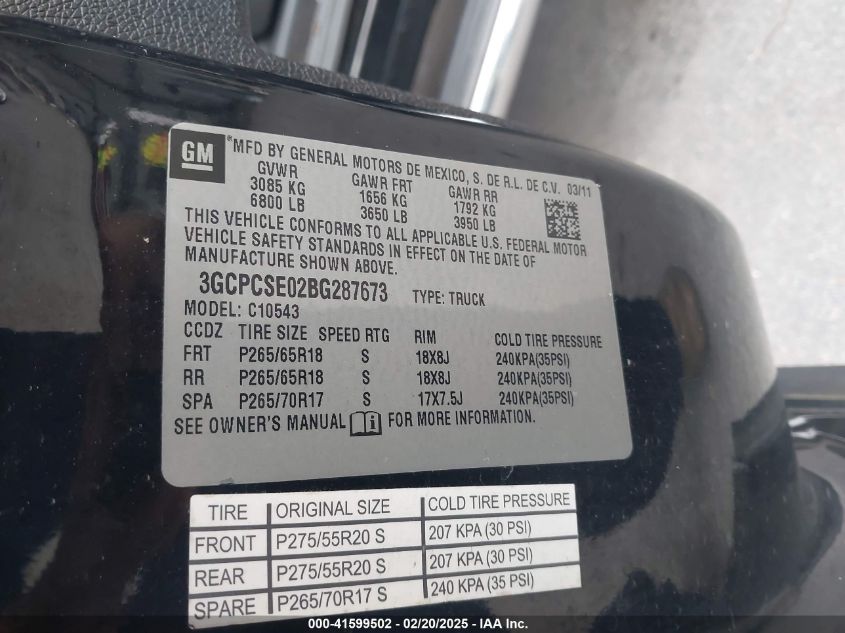 GM ®MFD BY GENERAL MOTORS DE MEXICO, S. DE R.L. DE C.V. 03/11
GVWR GAWR FRT GAWR RR
3085 KG 1656 KG 1792 KG
6800 LB 3650 LB 3950 LB
THIS VEHICLE CONFORMS TO ALL APPLICABLE U.S. FEDERAL MOTOR
VEHICLE SAFETY STANDARDS IN EFFECT ON THE DATE OF
MANUFACTURE SHOWN ABOVE.
3GCPCSE02BG287673 TYPE: TRUCK
MODEL: C10543
CCDZ TIRE SIZE SPEED RTG RIM COLD TIRE PRESSURE
FRT P265/65R18 S 18X8J 240KPA(35PSI)
RR P265/65R18 S 18X8J 240KPA(35PSI)
SPA P265/70R17 S 17X7.5J 240KPA(35PSI)
SEE OWNER'S MANUAL FOR MORE INFORMATION.
TIRE ORIGINAL SIZE COLD TIRE PRESSURE
FRONT P275/55R20 S 207 KPA (30 PSI)
REAR P275/55R20 S 207 KPA (30 PSI)
SPARE P265/70R17 S 240 KPA (35 PSI)
000-41599502 - 02/20/2025 - IAA Inc.